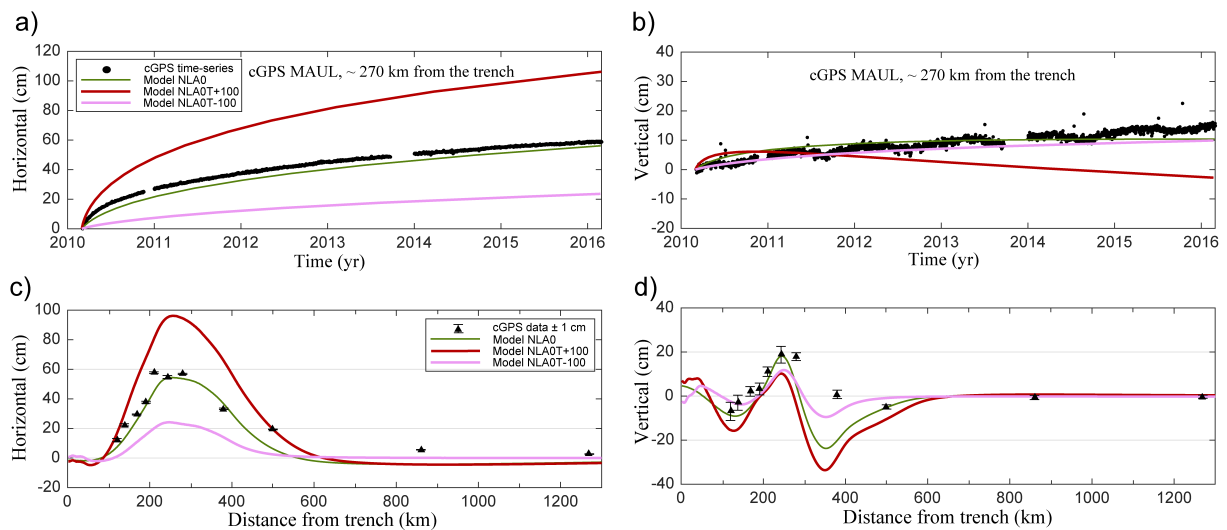 a)
120
100
80
60
40
20
0
Horizontal (cm)
cGPS time-series
Model NLA0
Model NLA0T+100
Model NLA0T-100
cGPS MAUL, ~ 270 km from the trench
2010 2011 2012 2013 2014 2015 2016
Time (yr)
b)
40
30
20
10
0
-10
-20
Vertical (cm)
cGPS MAUL, ~ 270 km from the trench
2010 2011 2012 2013 2014 2015 2016
Time (yr)
c)
100
80
60
40
20
0
-20
Horizontal (cm)
cGPS data ± 1 cm
Model NLA0
Model NLA0T+100
Model NLA0T-100
0 200 400 600 800 1000 1200
Distance from trench (km)
d)
40
20
0
-20
-40
Vertical (cm)
0 200 400 600 800 1000 1200
Distance from trench (km)